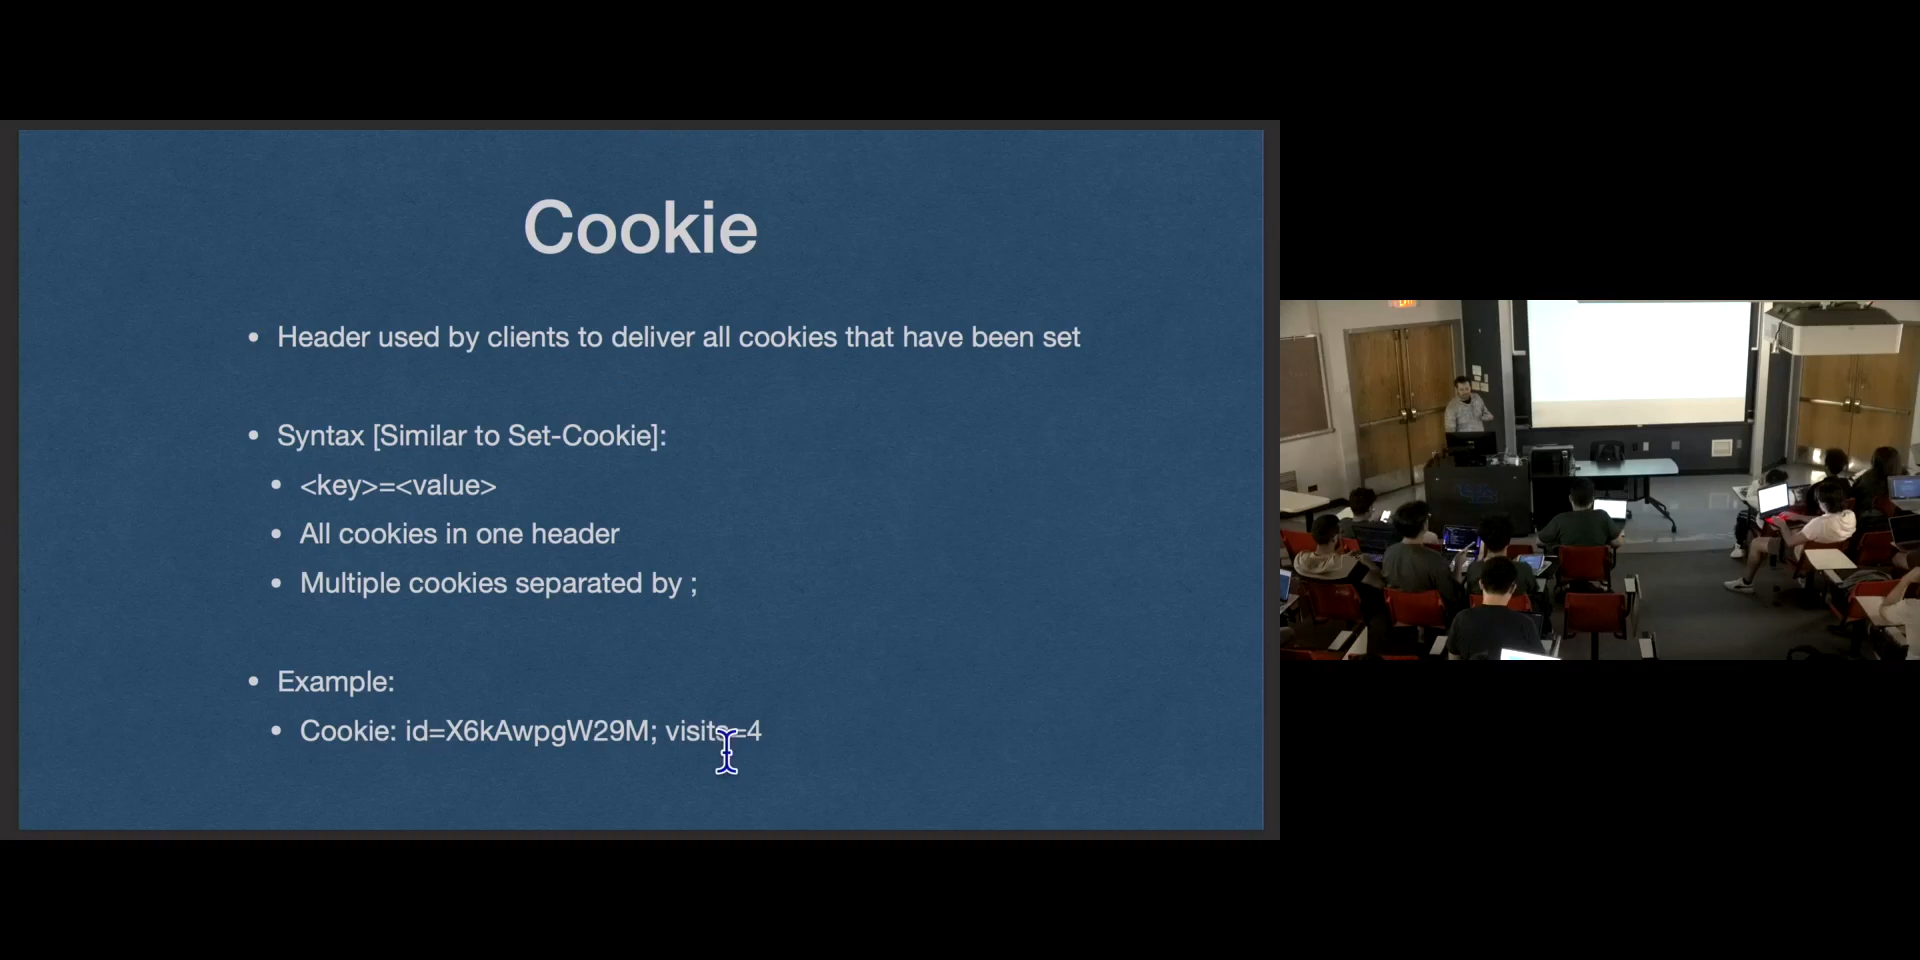 Cookie
• Header used by clients to deliver all cookies that have been set
• Syntax [Similar to Set-Cookie]:
• <key>=<value>
• All cookies in one header
• Multiple cookies separated by ;
• Example:
• Cookie: id=X6kAwpgW29M; visits=4